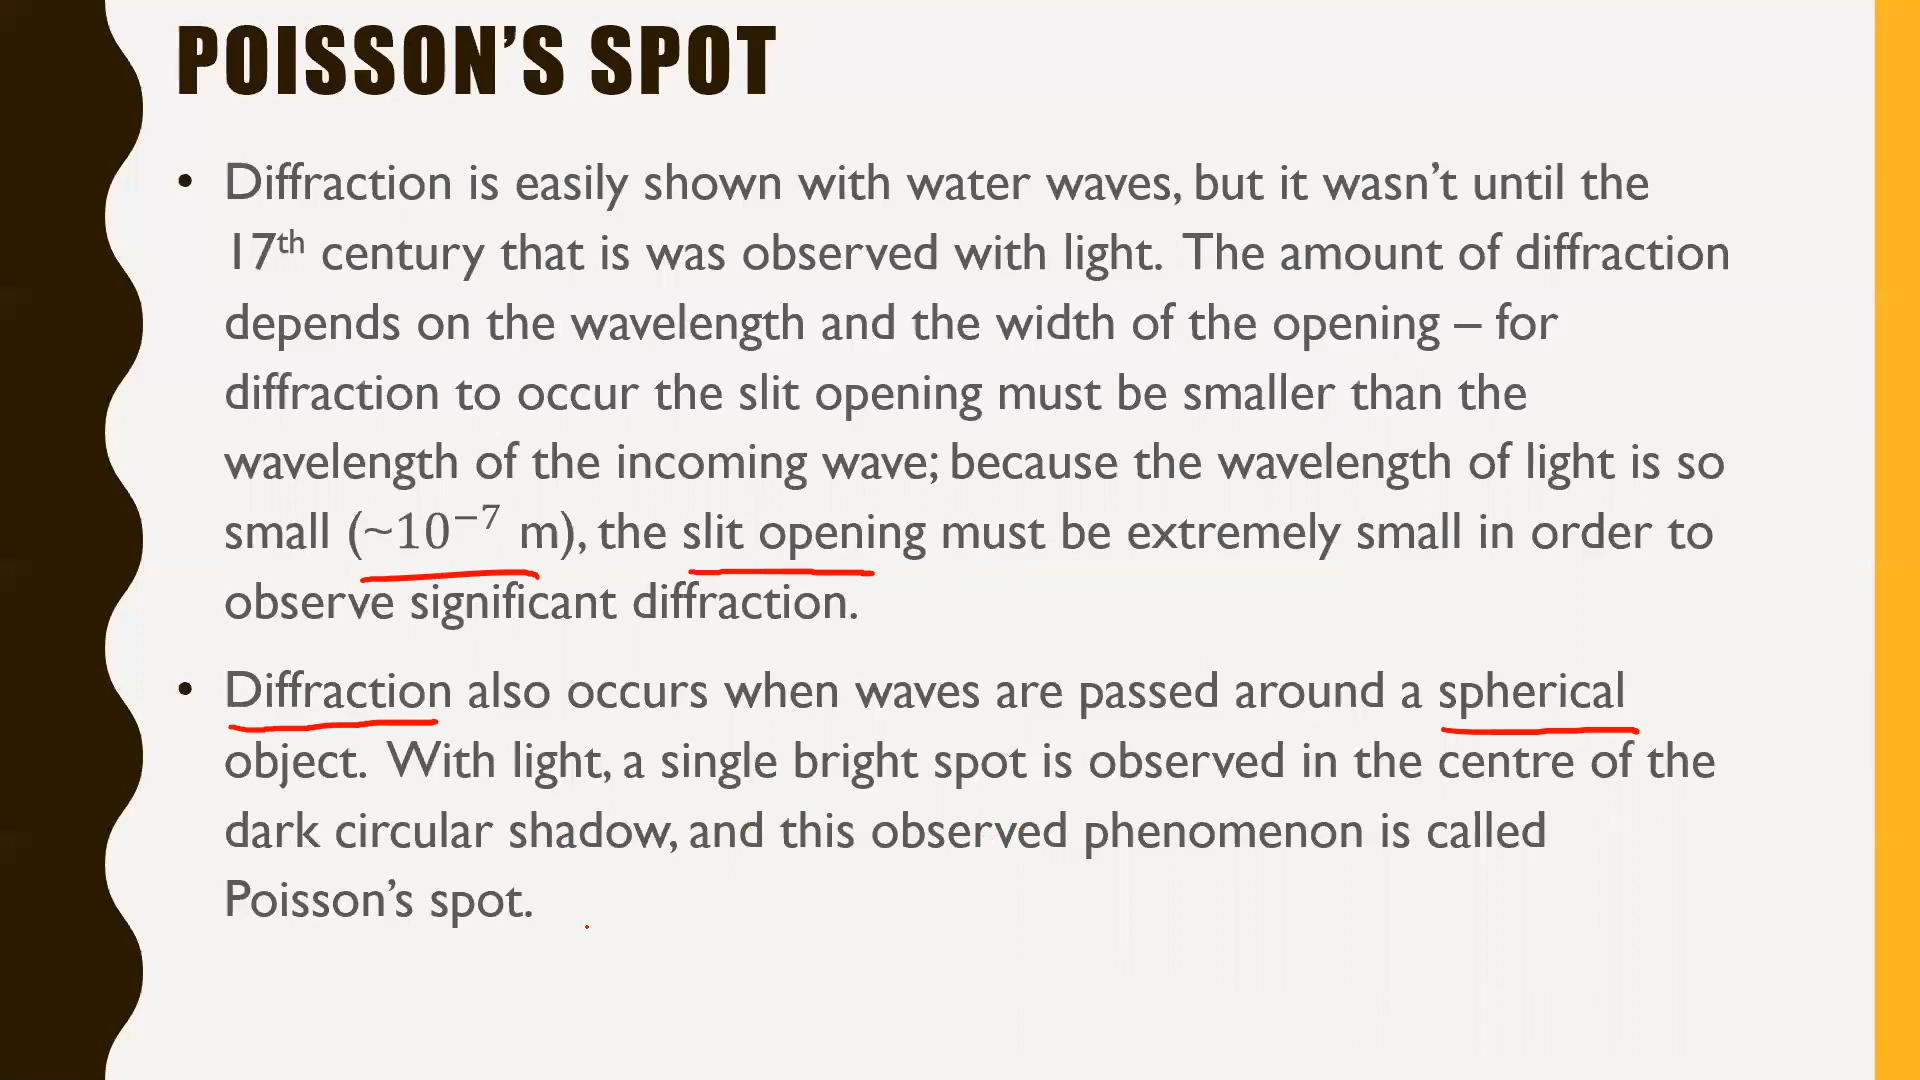 POISSON'S SPOT
• Diffraction is easily shown with water waves, but it wasn't until the
17th century that is was observed with light. The amount of diffraction
depends on the wavelength and the width of the opening – for
diffraction to occur the slit opening must be smaller than the
wavelength of the incoming wave; because the wavelength of light is so
small (~10⁻⁷ m), the slit opening must be extremely small in order to
observe significant diffraction.
• Diffraction also occurs when waves are passed around a spherical
object. With light, a single bright spot is observed in the centre of the
dark circular shadow, and this observed phenomenon is called
Poisson's spot.